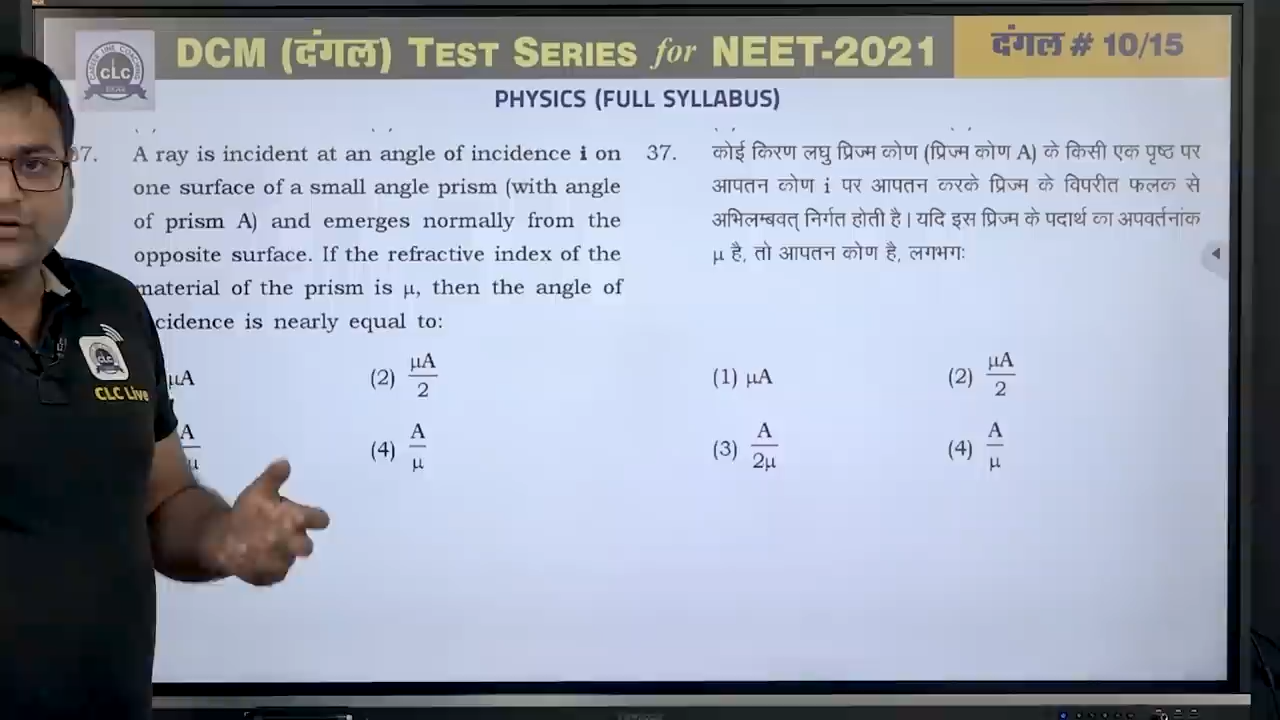 DCM (दंगल) TEST SERIES for NEET-2021
दंगल # 10/15
CLC
PHYSICS (FULL SYLLABUS)
37. A ray is incident at an angle of incidence i on
one surface of a small angle prism (with angle
of prism A) and emerges normally from the
opposite surface. If the refractive index of the
material of the prism is μ, then the angle of
cidence is nearly equal to:
μA
(2) μA/2
A/μ
(4) A/μ
37. कोई किरण लघु प्रिज्म कोण (प्रिज्म कोण A) के किसी एक पृष्ठ पर
आपतन कोण i पर आपतन करके प्रिज्म के विपरीत फलक से
अभिलम्बवत् निर्गत होती है। यदि इस प्रिज्म के पदार्थ का अपवर्तनांक
μ है, तो आपतन कोण है, लगभगः
(1) μA
(2) μA/2
(3) A/2μ
(4) A/μ
CLC
CLC Live